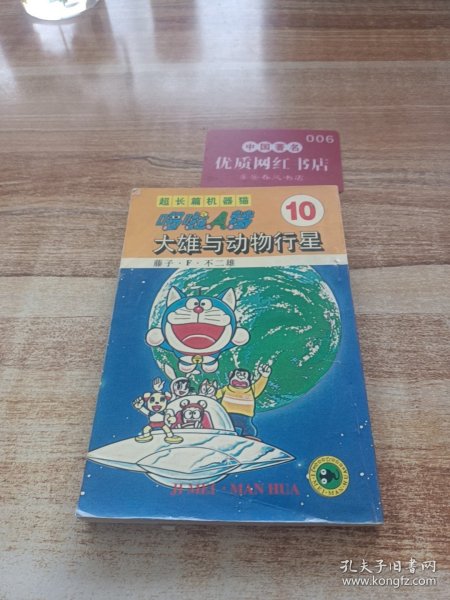 006
中国著名
优质网红书店
超长篇机器猫
哆啦A梦
10
大雄与动物行星
藤子·F·不二雄
JI MEI·MAN HUA
孔夫子旧书网
www.kongfz.com